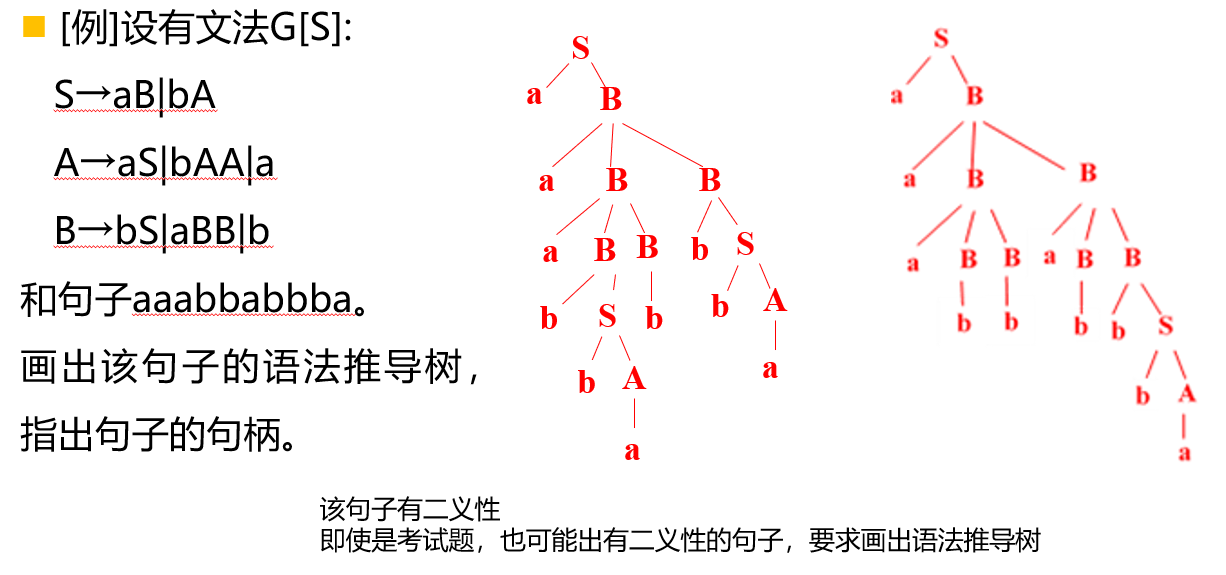 [例]设有文法G[S]:
S→aB|bA
A→aS|bAA|a
B→bS|aBB|b
和句子aaabbabbba。
画出该句子的语法推导树，
指出句子的句柄。
S
a B
a B B
a B B b S
b S b b A
b A a
a
S
a B
a B B
a B B a B B
b b b b S
b A
a
该句子有二义性
即使是考试题，也可能出有二义性的句子，要求画出语法推导树